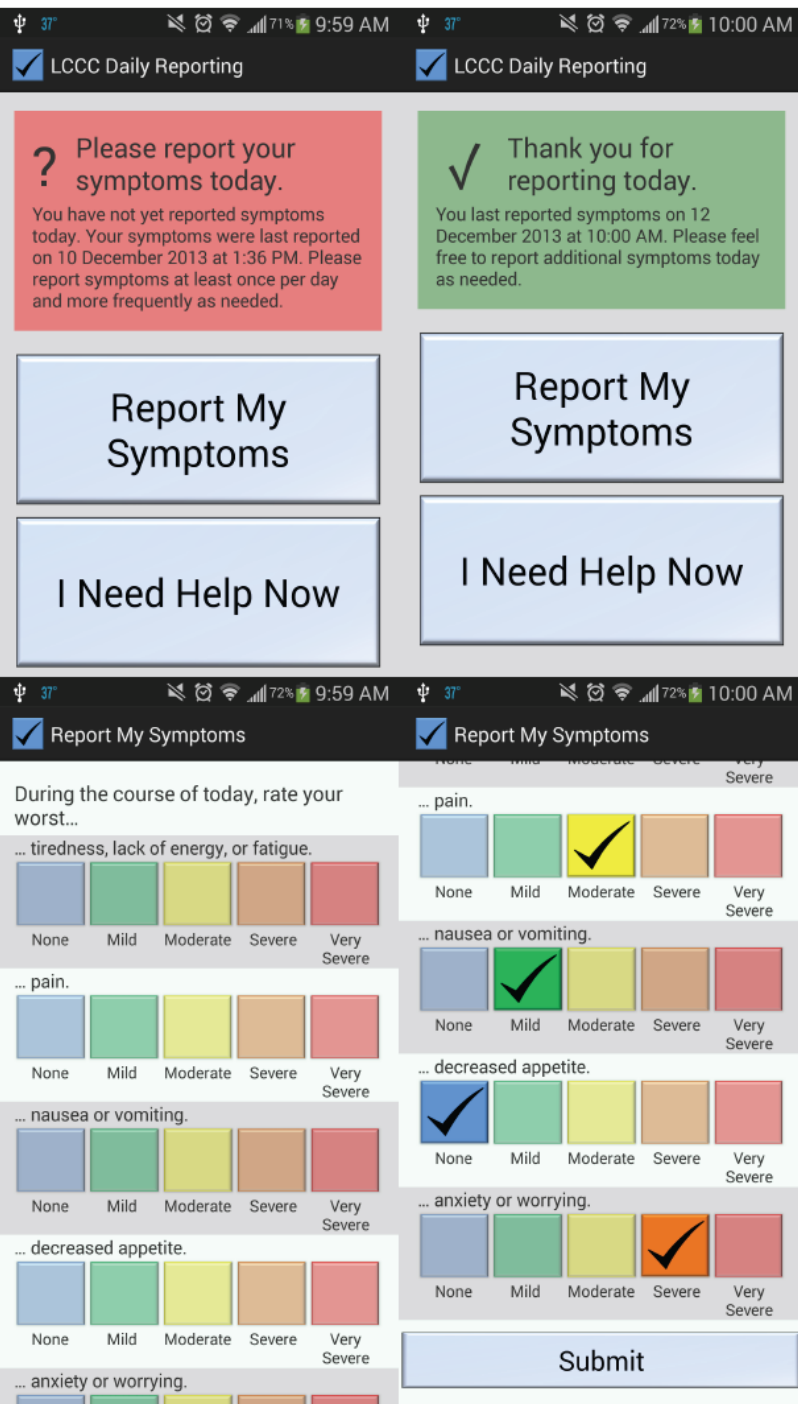 37° 71% 9:59 AM
LCCC Daily Reporting
? Please report your
symptoms today.
You have not yet reported symptoms
today. Your symptoms were last reported
on 10 December 2013 at 1:36 PM. Please
report symptoms at least once per day
and more frequently as needed.
Report My
Symptoms
I Need Help Now
37° 72% 10:00 AM
LCCC Daily Reporting
√ Thank you for
reporting today.
You last reported symptoms on 12
December 2013 at 10:00 AM. Please feel
free to report additional symptoms today
as needed.
Report My
Symptoms
I Need Help Now
37° 72% 9:59 AM
Report My Symptoms
During the course of today, rate your
worst...
... tiredness, lack of energy, or fatigue.
None Mild Moderate Severe Very
Severe
... pain.
None Mild Moderate Severe Very
Severe
... nausea or vomiting.
None Mild Moderate Severe Very
Severe
... decreased appetite.
None Mild Moderate Severe Very
Severe
... anxiety or worrying.
37° 72% 10:00 AM
Report My Symptoms
None Mild Moderate Severe Very
Severe
... pain.
None Mild Moderate Severe Very
Severe
... nausea or vomiting.
None Mild Moderate Severe Very
Severe
... decreased appetite.
None Mild Moderate Severe Very
Severe
... anxiety or worrying.
None Mild Moderate Severe Very
Severe
Submit